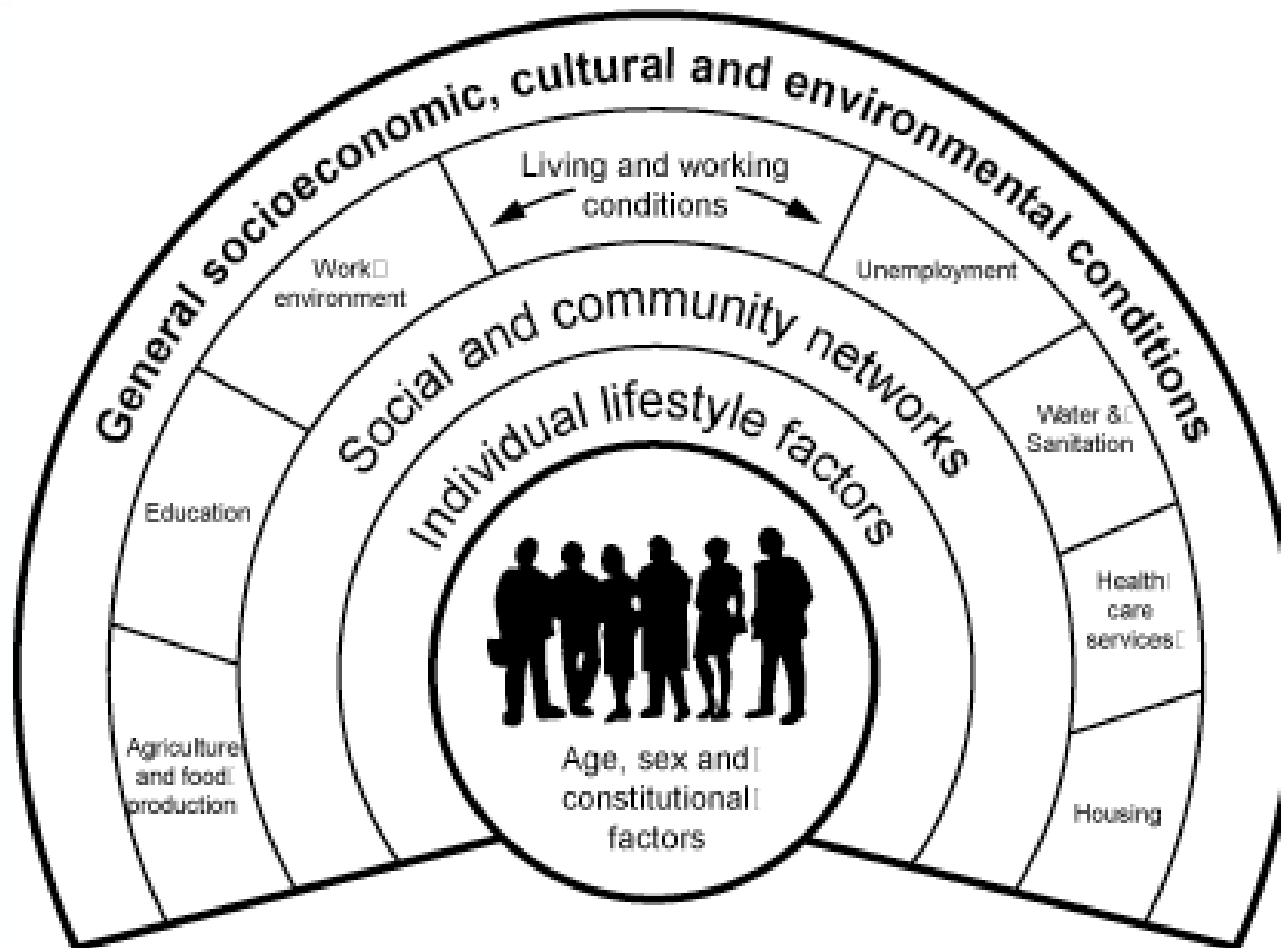 General socioeconomic, cultural and environmental conditions
Living and working
conditions
Work
environment
Unemployment
Social and community networks
Individual lifestyle factors
Water &
Sanitation
Education
Health
care
services
Agriculture
and food
production
Housing
Age, sex and
constitutional
factors